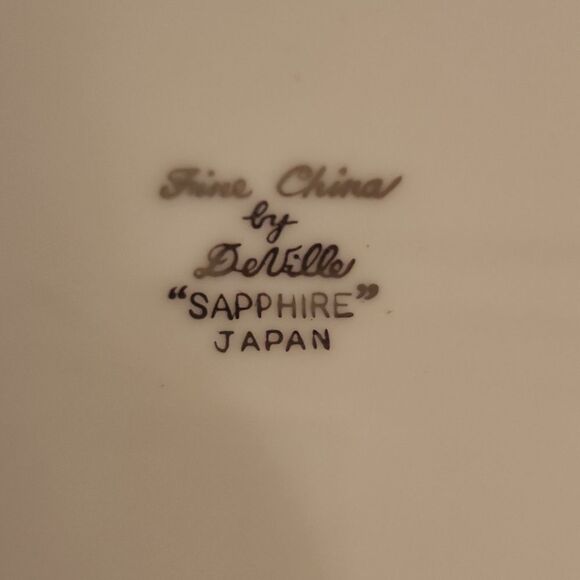 Fine China
by
DeVille
“SAPPHIRE”
JAPAN